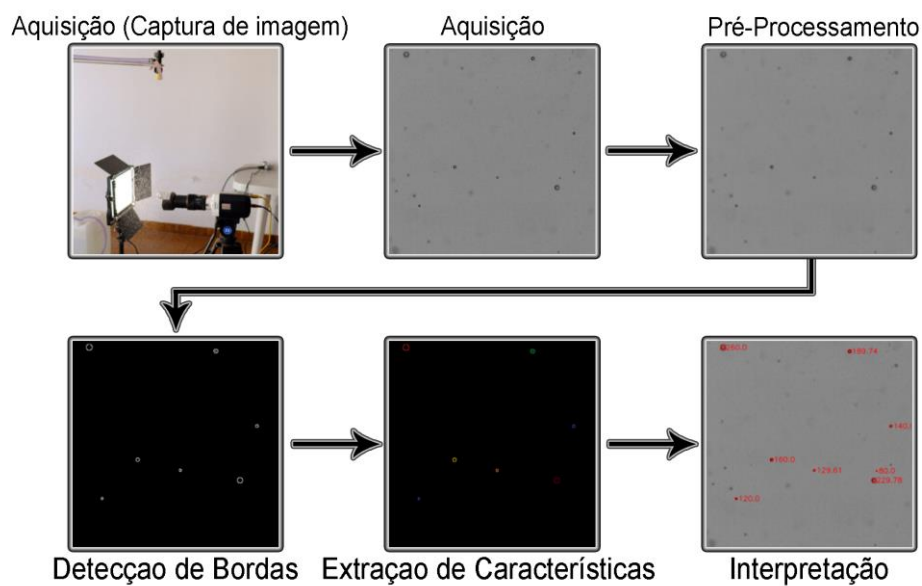 Aquisição (Captura de imagem)
Aquisição
Pré-Processamento
Detecçao de Bordas
Extraçao de Características
Interpretação
260.0
189.74
140.
160.0
129.61
80.0
229.78
120.0